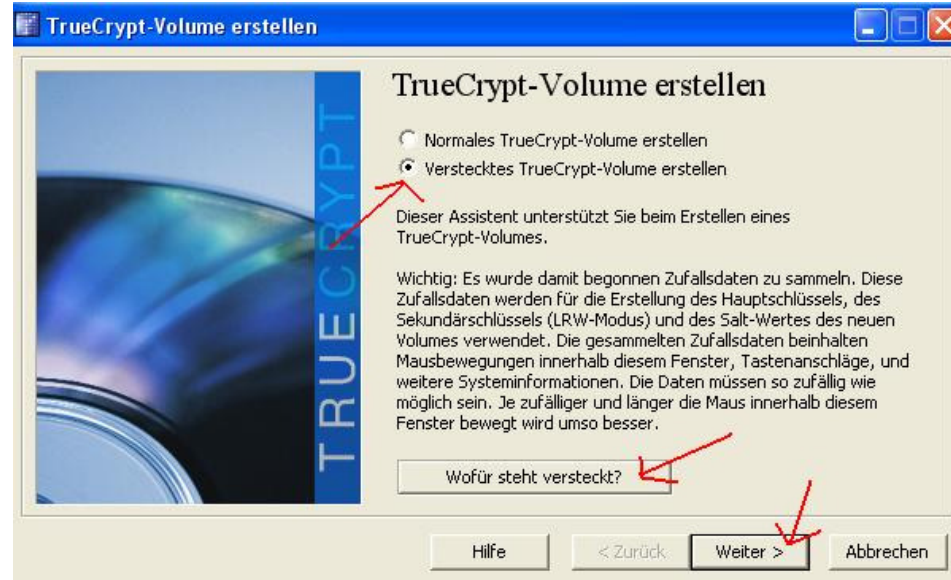 TrueCrypt-Volume erstellen
TRUECRYPT
TrueCrypt-Volume erstellen
Normales TrueCrypt-Volume erstellen
Verstecktes TrueCrypt-Volume erstellen
Dieser Assistent unterstützt Sie beim Erstellen eines
TrueCrypt-Volumes.
Wichtig: Es wurde damit begonnen Zufallsdaten zu sammeln. Diese
Zufallsdaten werden für die Erstellung des Hauptschlüssels, des
Sekundärschlüssels (LRW-Modus) und des Salt-Wertes des neuen
Volumes verwendet. Die gesammelten Zufallsdaten beinhalten
Mausbewegungen innerhalb diesem Fenster, Tastenanschläge, und
weitere Systeminformationen. Die Daten müssen so zufällig wie
möglich sein. Je zufälliger und länger die Maus innerhalb diesem
Fenster bewegt wird umso besser.
Wofür steht versteckt?
Hilfe
< Zurück
Weiter >
Abbrechen